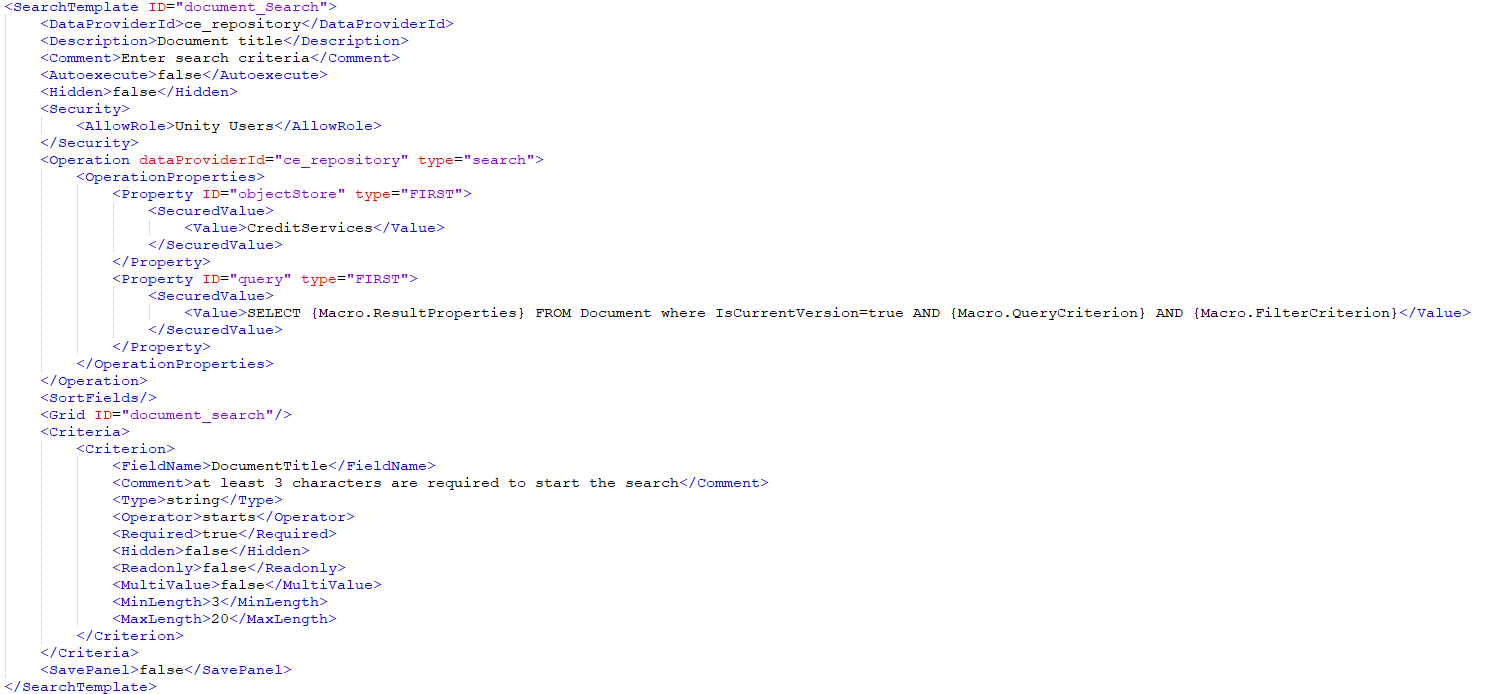 <SearchTemplate ID="document_Search">
<DataProviderId>ce_repository</DataProviderId>
<Description>Document title</Description>
<Comment>Enter search criteria</Comment>
<Autoexecute>false</Autoexecute>
<Hidden>false</Hidden>
<Security>
<AllowRole>Unity Users</AllowRole>
</Security>
<Operation dataProviderId="ce_repository" type="search">
<OperationProperties>
<Property ID="objectStore" type="FIRST">
<SecuredValue>
<Value>CreditServices</Value>
</SecuredValue>
</Property>
<Property ID="query" type="FIRST">
<SecuredValue>
<Value>SELECT {Macro.ResultProperties} FROM Document where IsCurrentVersion=true AND {Macro.QueryCriterion} AND {Macro.FilterCriterion}</Value>
</SecuredValue>
</Property>
</OperationProperties>
</Operation>
<SortFields/>
<Grid ID="document_search"/>
<Criteria>
<Criterion>
<FieldName>DocumentTitle</FieldName>
<Comment>at least 3 characters are required to start the search</Comment>
<Type>string</Type>
<Operator>starts</Operator>
<Required>true</Required>
<Hidden>false</Hidden>
<Readonly>false</Readonly>
<MultiValue>false</MultiValue>
<MinLength>3</MinLength>
<MaxLength>20</MaxLength>
</Criterion>
</Criteria>
<SavePanel>false</SavePanel>
</SearchTemplate>